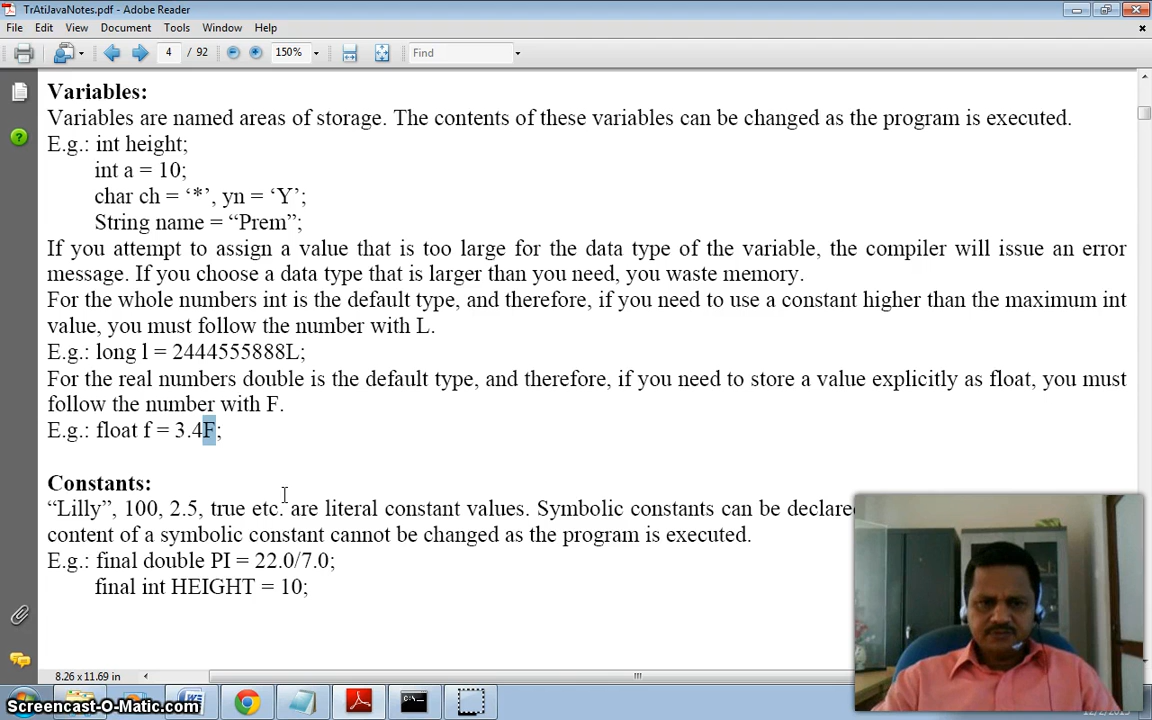 TrAtiJavaNotes.pdf - Adobe Reader
File Edit View Document Tools Window Help
4 / 92 150% Find
Variables:
Variables are named areas of storage. The contents of these variables can be changed as the program is executed.
E.g.: int height;
int a = 10;
char ch = ‘*’, yn = ‘Y’;
String name = “Prem”;
If you attempt to assign a value that is too large for the data type of the variable, the compiler will issue an error
message. If you choose a data type that is larger than you need, you waste memory.
For the whole numbers int is the default type, and therefore, if you need to use a constant higher than the maximum int
value, you must follow the number with L.
E.g.: long l = 2444555888L;
For the real numbers double is the default type, and therefore, if you need to store a value explicitly as float, you must
follow the number with F.
E.g.: float f = 3.4F;
Constants:
“Lilly”, 100, 2.5, true etc. are literal constant values. Symbolic constants can be declared
content of a symbolic constant cannot be changed as the program is executed.
E.g.: final double PI = 22.0/7.0;
final int HEIGHT = 10;
8.26 x 11.69 in
Screencast-O-Matic.com